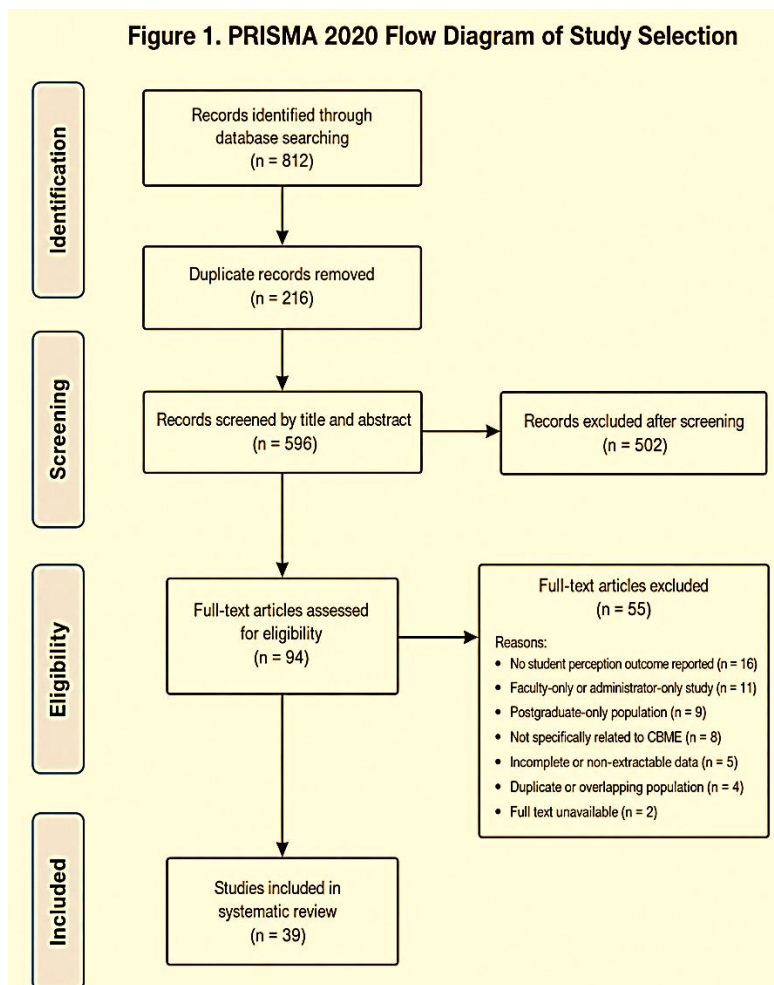 Figure 1. PRISMA 2020 Flow Diagram of Study Selection
Identification
Records identified through
database searching
(n = 812)
Duplicate records removed
(n = 216)
Screening
Records screened by title and abstract
(n = 596)
Records excluded after screening
(n = 502)
Eligibility
Full-text articles assessed
for eligibility
(n = 94)
Full-text articles excluded
(n = 55)
Reasons:
• No student perception outcome reported (n = 16)
• Faculty-only or administrator-only study (n = 11)
• Postgraduate-only population (n = 9)
• Not specifically related to CBME (n = 8)
• Incomplete or non-extractable data (n = 5)
• Duplicate or overlapping population (n = 4)
• Full text unavailable (n = 2)
Included
Studies included in
systematic review
(n = 39)